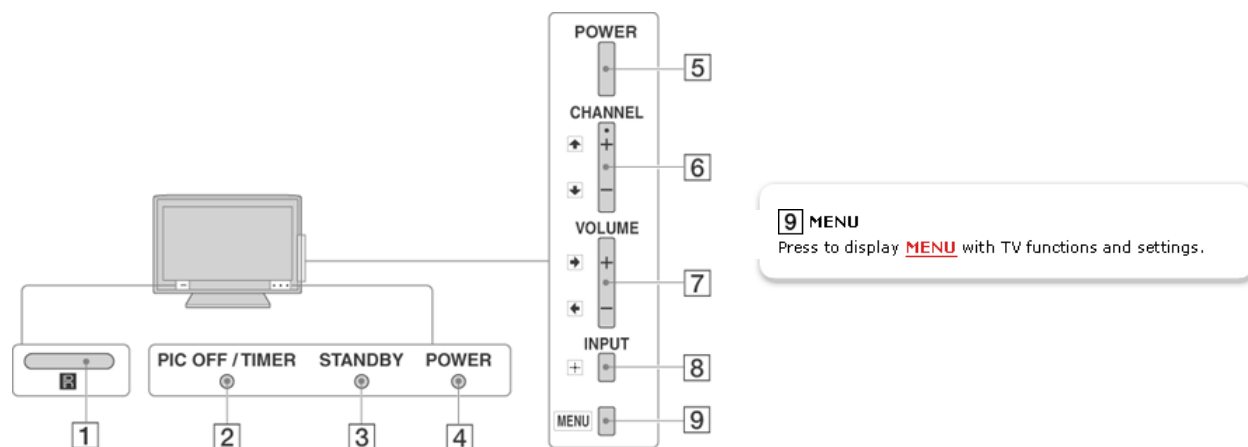 POWER
5
CHANNEL
+
6
−
VOLUME
+
7
−
INPUT
8
MENU
9
R
1
PIC OFF / TIMER STANDBY POWER
2 3 4
9 MENU
Press to display MENU with TV functions and settings.